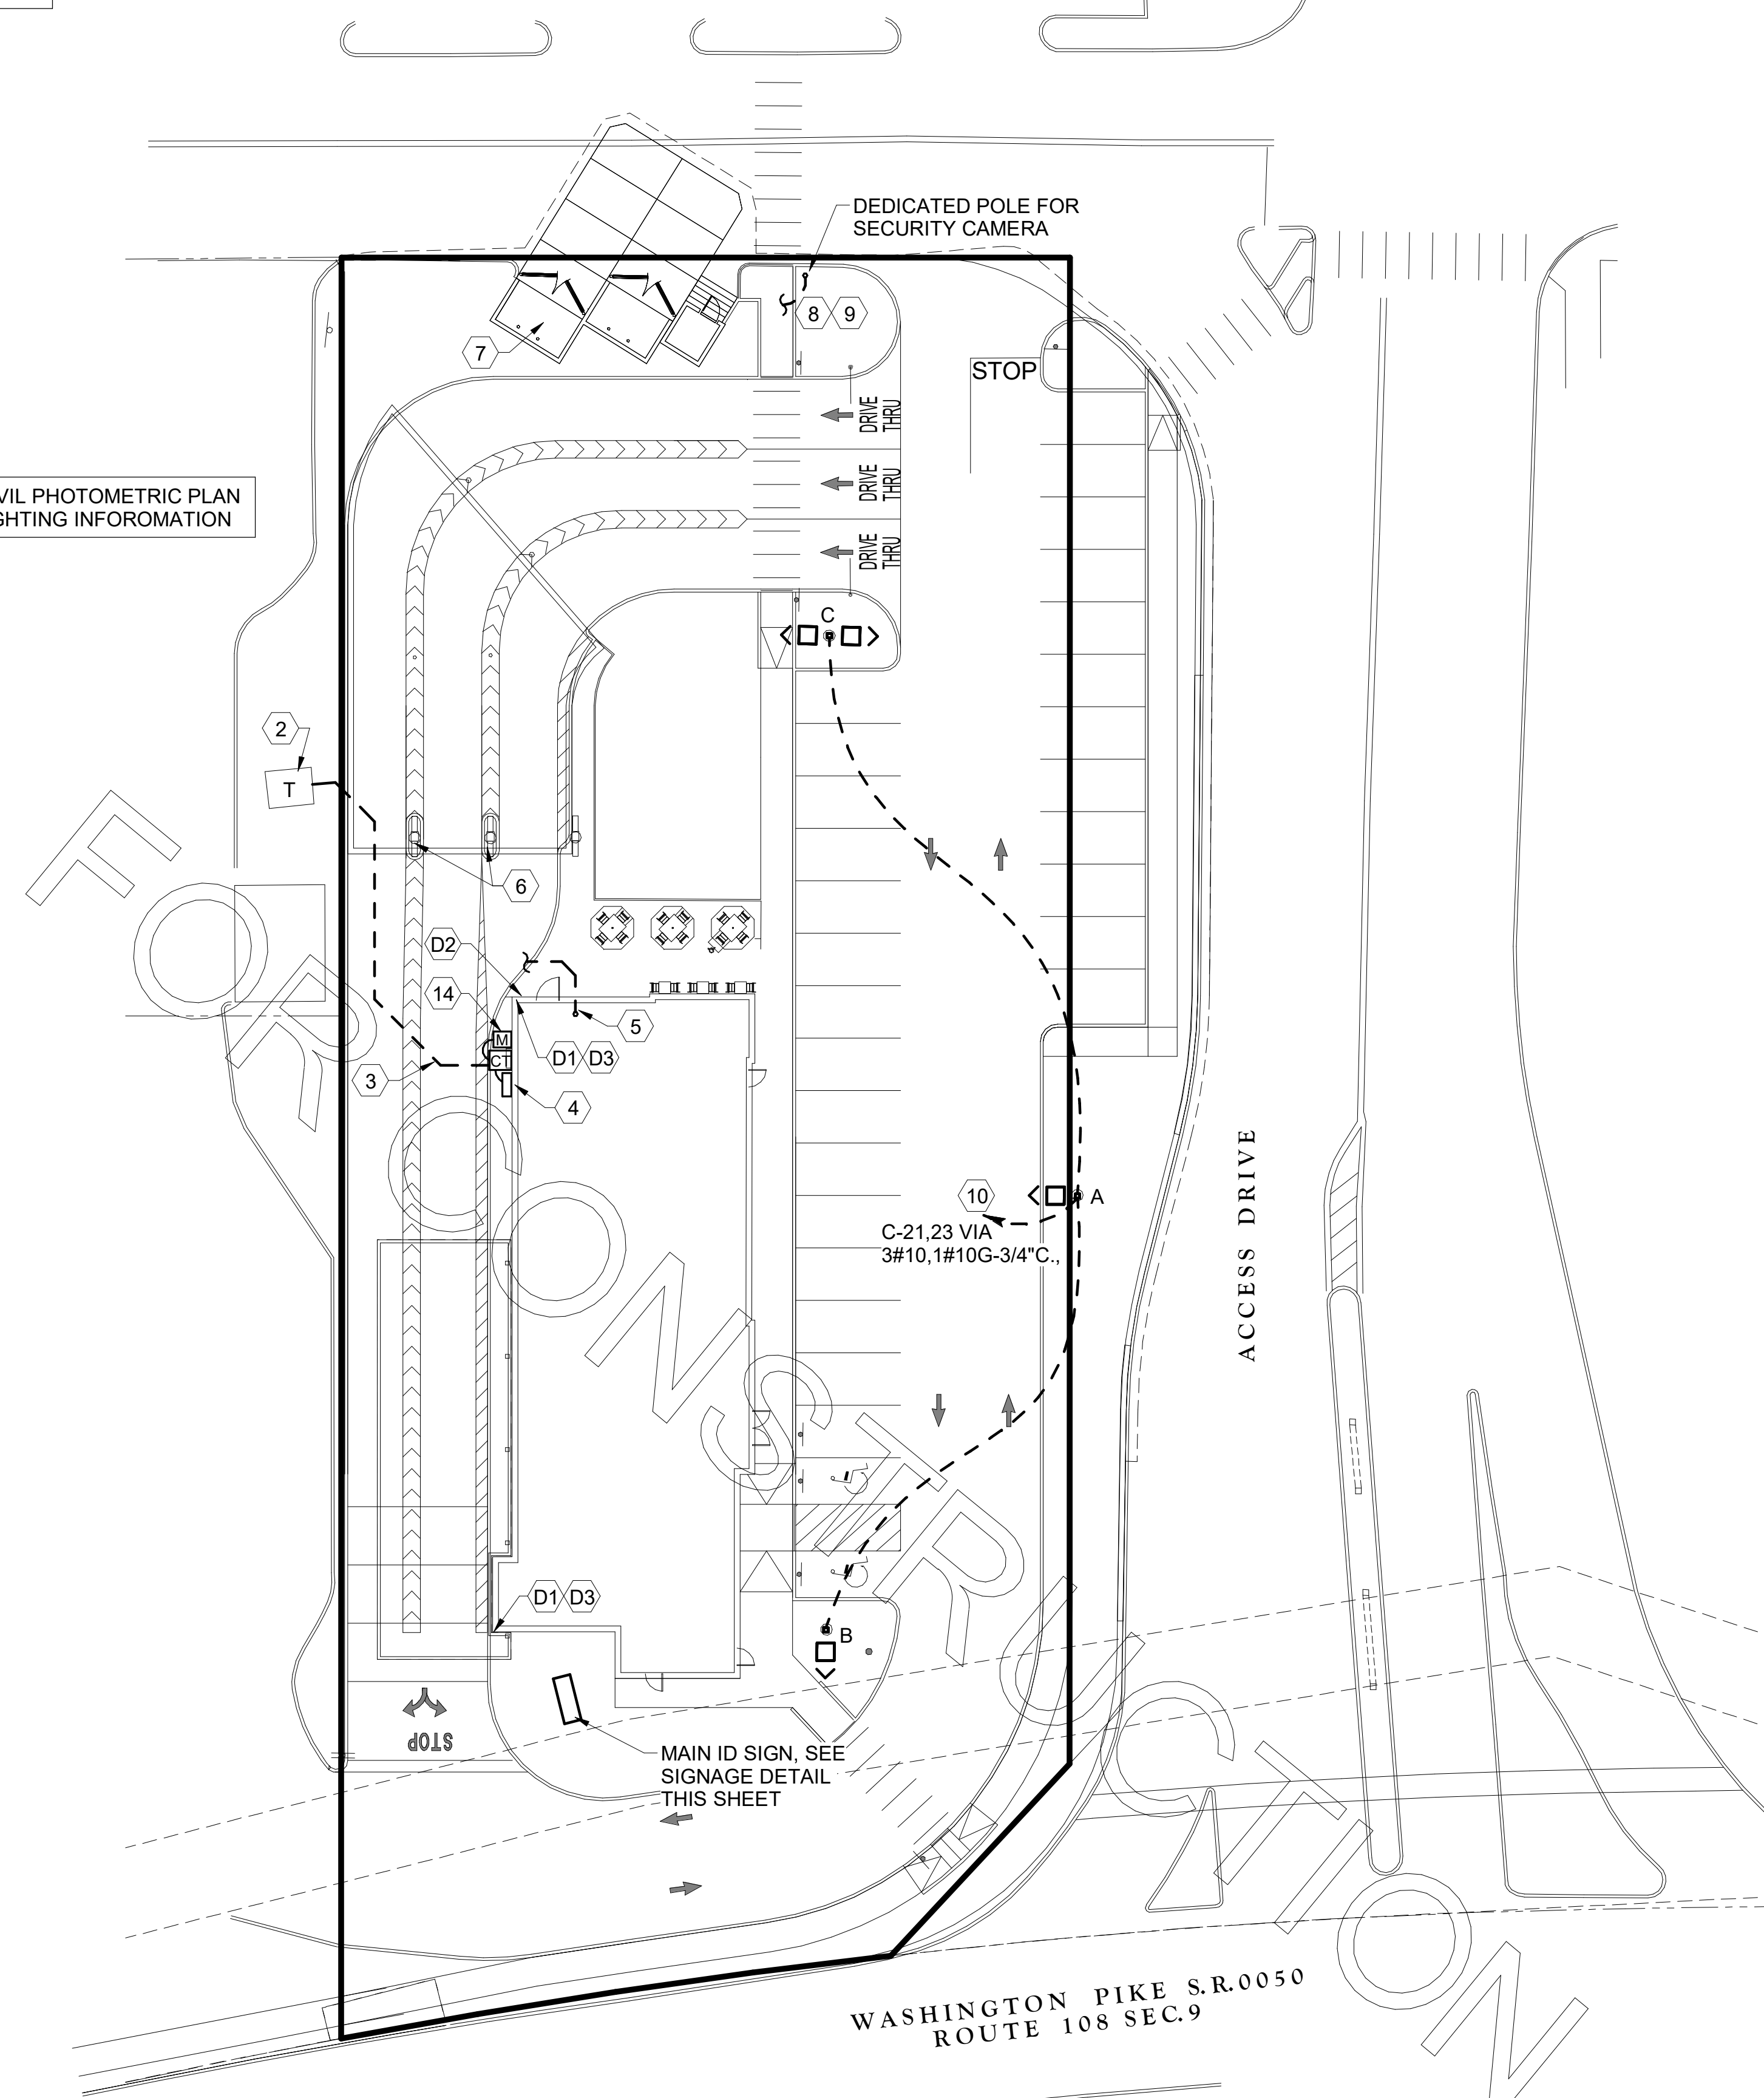 DEDICATED POLE FOR
SECURITY CAMERA
8 9
7
STOP
DRIVE
THRU
DRIVE
THRU
DRIVE
THRU
VIL PHOTOMETRIC PLAN
GHTING INFOROMATION
C
2
T
6
D2
14
5
M
CT
D1 D3
3
4
10
A
C-21,23 VIA
3#10,1#10G-3/4"C.,
ACCESS DRIVE
D1 D3
B
STOP
MAIN ID SIGN, SEE
SIGNAGE DETAIL
THIS SHEET
WASHINGTON PIKE S.R.0050
ROUTE 108 SEC.9
FOR CONSTRUCTION